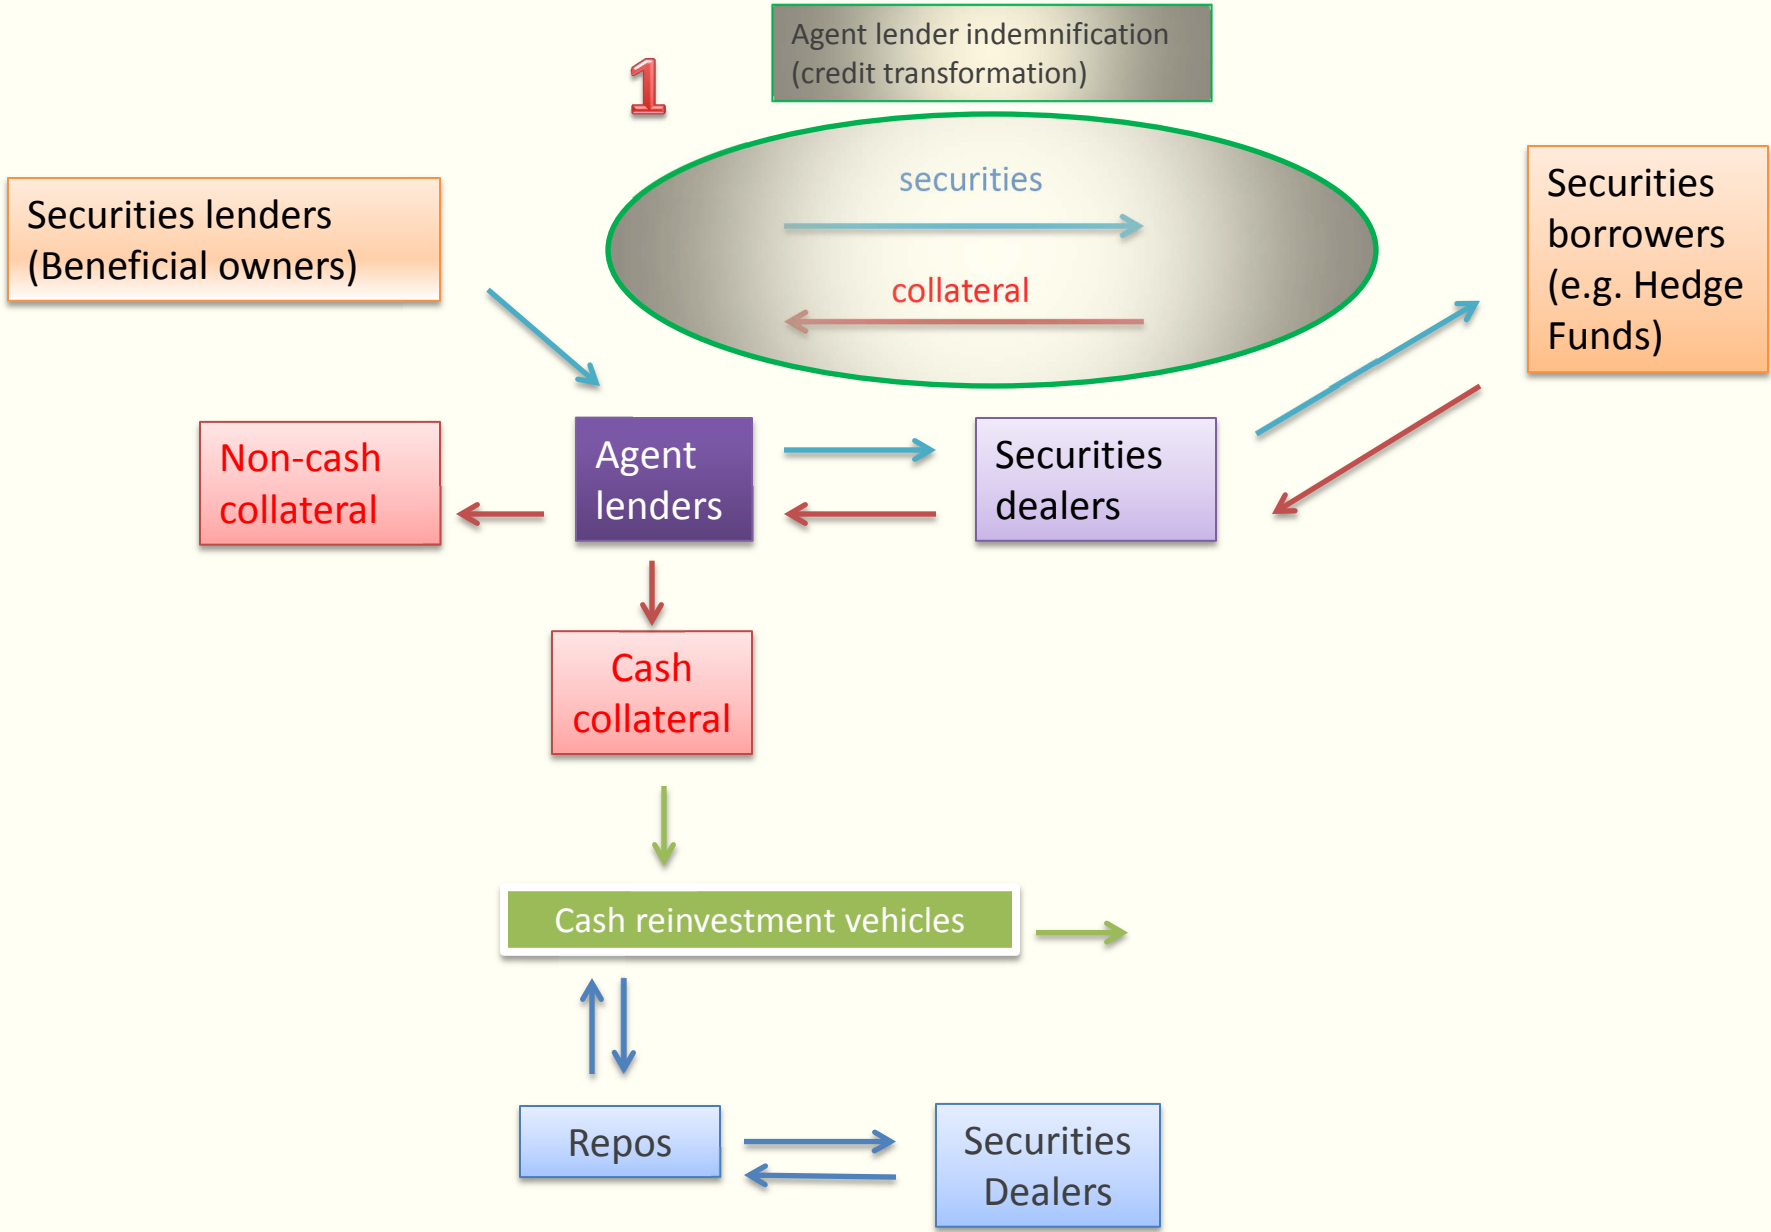 1
Agent lender indemnification
(credit transformation)
securities
collateral
Securities lenders
(Beneficial owners)
Securities
borrowers
(e.g. Hedge
Funds)
Non-cash
collateral
Agent
lenders
Securities
dealers
Cash
collateral
Cash reinvestment vehicles
Repos
Securities
Dealers